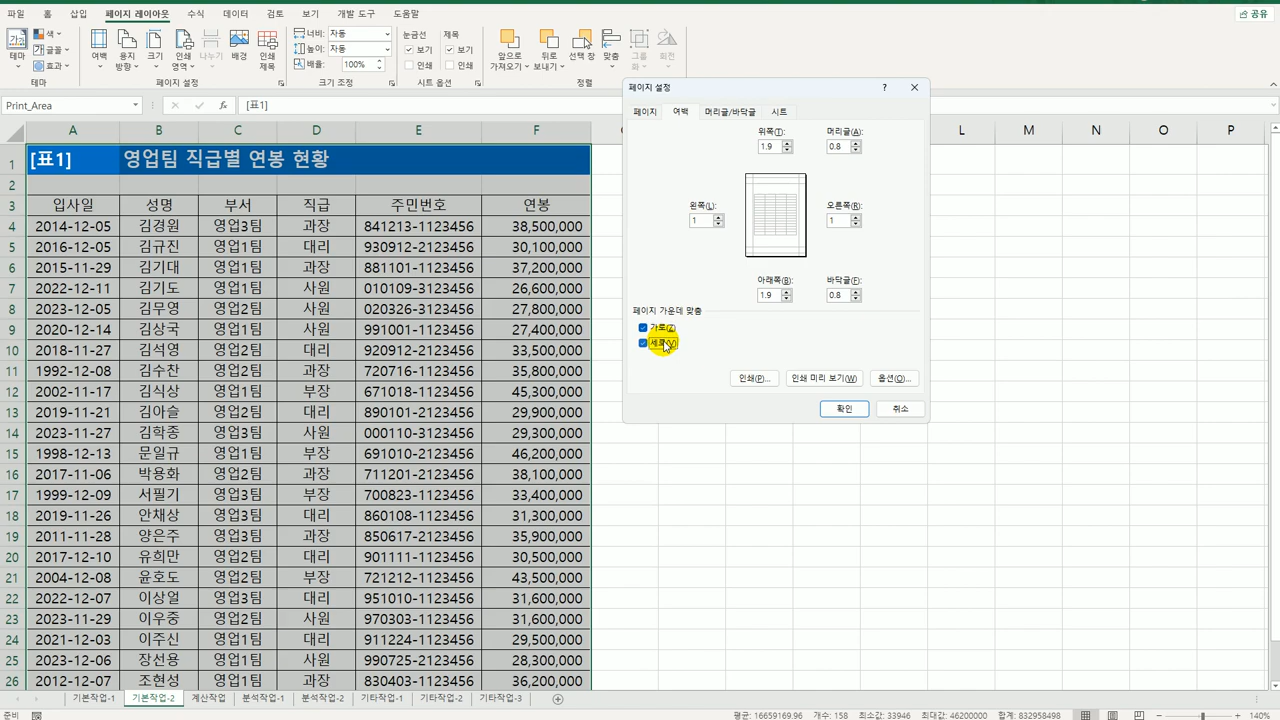 파일 홈 삽입 페이지 레이아웃 수식 데이터 검토 보기 개발 도구 도움말 공유
색 너비: 자동 눈금선 제목
테마 글꼴 여백 용지 방향 크기 인쇄 영역 나누기 배경 인쇄 제목 높이: 자동 보기 보기 앞으로 가져오기 뒤로 보내기 선택 창 맞춤 그룹화 회전
효과 배율: 100% 인쇄 인쇄
테마 페이지 설정 크기 조정 시트 옵션 정렬
Print_Area fx [표1]
페이지 설정 ?
페이지 여백 머리글/바닥글 시트
위쪽(T): 머리글(A):
1.9 0.8
왼쪽(L): 오른쪽(R):
1 1
아래쪽(B): 바닥글(F):
1.9 0.8
페이지 가운데 맞춤
가로(Z)
세로(V)
인쇄(P)... 인쇄 미리 보기(W) 옵션(O)...
확인 취소
A B C D E F L M N O P
1 [표1] 영업팀 직급별 연봉 현황
2
3 입사일 성명 부서 직급 주민번호 연봉
4 2014-12-05 김경원 영업3팀 과장 841213-1123456 38,500,000
5 2016-12-05 김규진 영업1팀 대리 930912-2123456 30,100,000
6 2015-11-29 김기대 영업1팀 과장 881101-1123456 37,200,000
7 2022-12-11 김기도 영업1팀 사원 010109-3123456 26,600,000
8 2023-12-05 김무영 영업2팀 사원 020326-3123456 27,800,000
9 2020-12-14 김상국 영업1팀 사원 991001-1123456 27,400,000
10 2018-11-27 김석영 영업2팀 대리 920912-2123456 33,500,000
11 1992-12-08 김수찬 영업2팀 과장 720716-1123456 35,800,000
12 2002-11-17 김식상 영업1팀 부장 671018-1123456 45,300,000
13 2019-11-21 김아슬 영업2팀 대리 890101-2123456 29,900,000
14 2023-11-27 김학종 영업3팀 사원 000110-3123456 29,300,000
15 1998-12-13 문일규 영업1팀 부장 691010-2123456 46,200,000
16 2017-11-06 박용화 영업2팀 과장 711201-2123456 38,100,000
17 1999-12-09 서필기 영업3팀 부장 700823-1123456 33,400,000
18 2019-11-26 안채상 영업3팀 대리 860108-1123456 31,300,000
19 2011-11-28 양은주 영업3팀 과장 850617-2123456 35,900,000
20 2017-12-10 유희만 영업1팀 대리 901111-1123456 30,500,000
21 2004-12-08 윤호도 영업2팀 부장 721212-2123456 43,500,000
22 2022-12-07 이상얼 영업3팀 대리 951010-1123456 31,600,000
23 2023-11-29 이우중 영업2팀 사원 970303-1123456 31,600,000
24 2021-12-03 이주신 영업1팀 대리 911224-1123456 29,500,000
25 2023-12-06 장선용 영업1팀 사원 990725-2123456 28,300,000
26 2012-12-07 조현성 영업1팀 과장 830403-1123456 36,200,000
기본작업-1 기본작업-2 계산작업 분석작업-1 분석작업-2 기타작업-1 기타작업-2 기타작업-3
준비 평균: 16659169.96 개수: 158 최소값: 33946 최대값: 46200000 합계: 832958498 140%